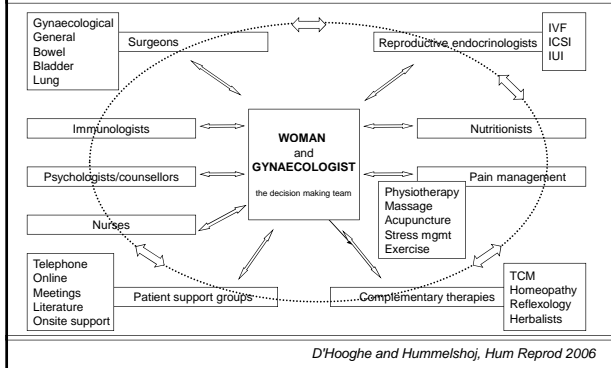 Gynaecological
General
Bowel
Bladder
Lung
Surgeons
Reproductive endocrinologists
IVF
ICSI
IUI
Immunologists
WOMAN
and
GYNAECOLOGIST
the decision making team
Nutritionists
Psychologists/counsellors
Pain management
Physiotherapy
Massage
Acupuncture
Stress mgmt
Exercise
Nurses
Telephone
Online
Meetings
Literature
Onsite support
Patient support groups
Complementary therapies
TCM
Homeopathy
Reflexology
Herbalists
D'Hooghe and Hummelshoj, Hum Reprod 2006